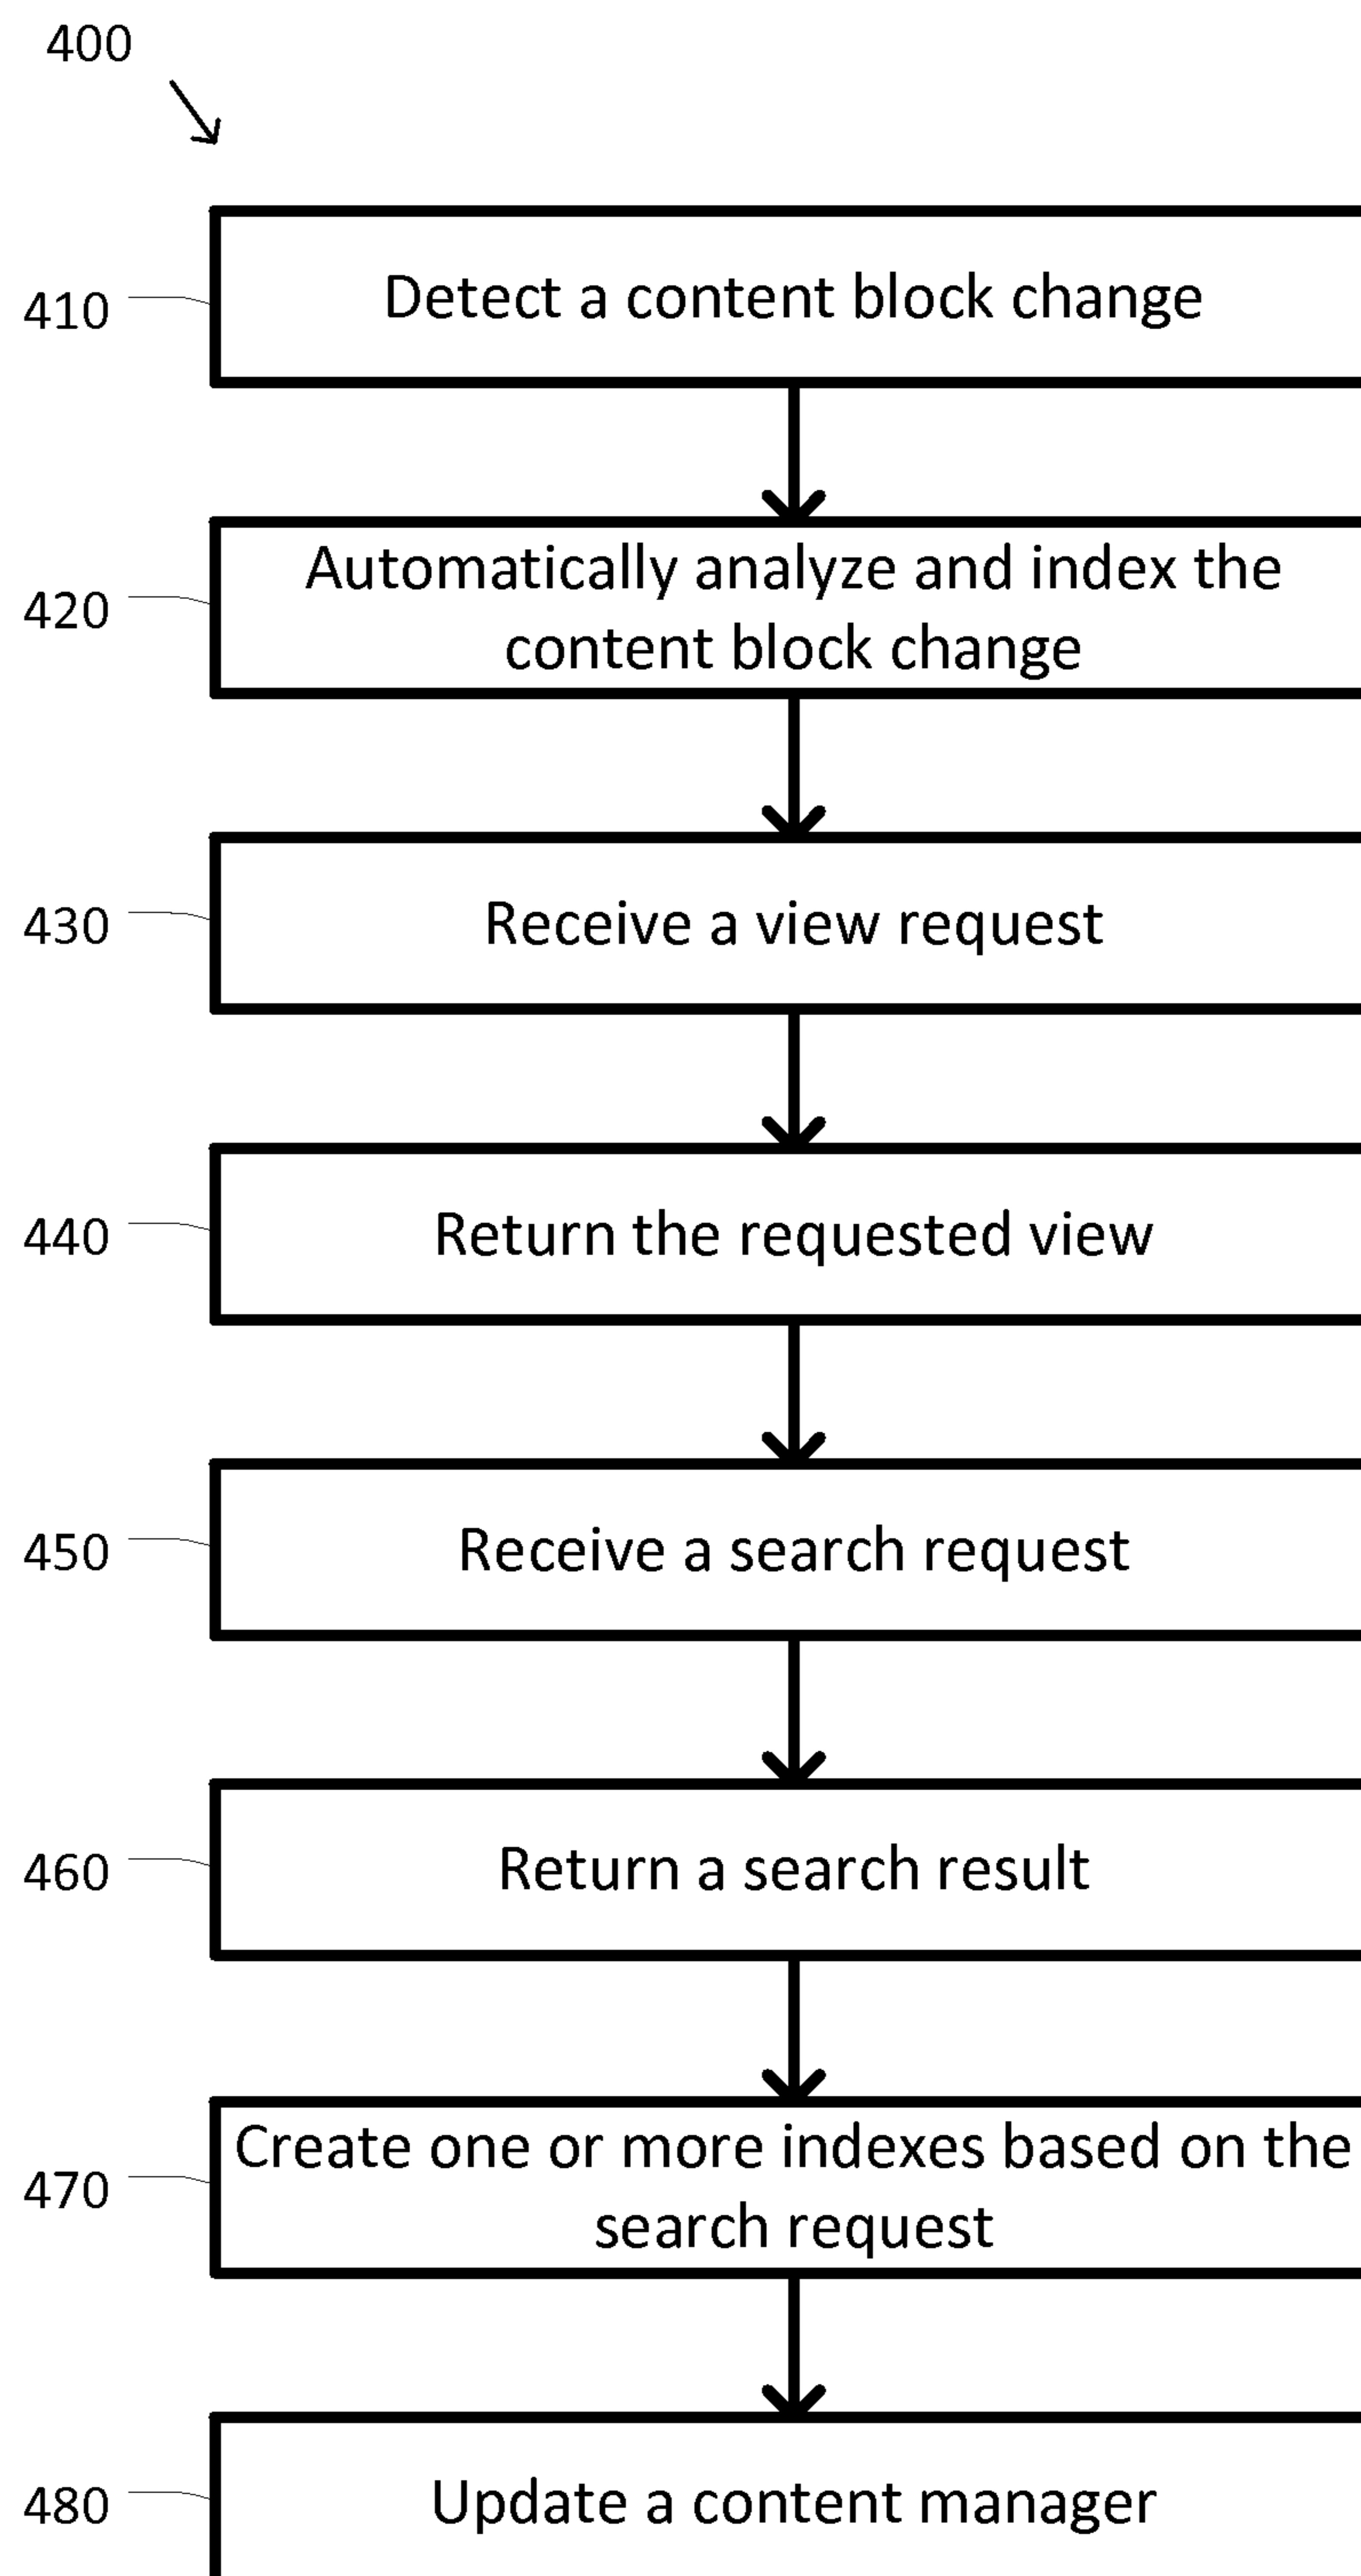 400
410
Detect a content block change
420
Automatically analyze and index the
content block change
430
Receive a view request
440
Return the requested view
450
Receive a search request
460
Return a search result
470
Create one or more indexes based on the
search request
480
Update a content manager